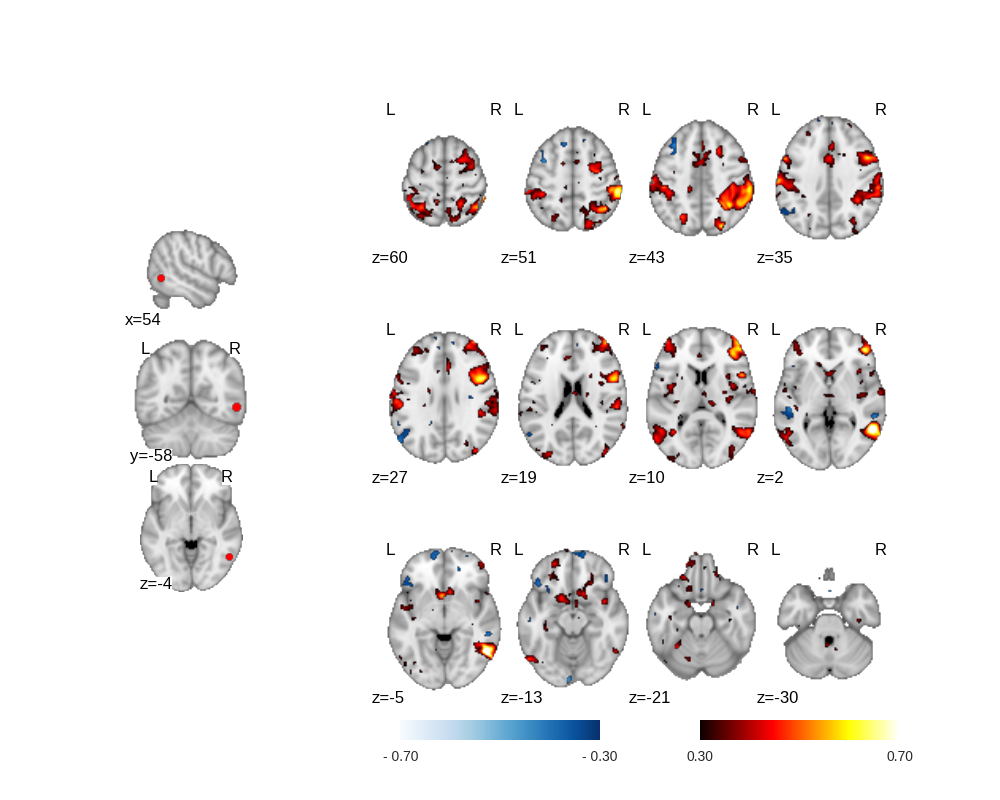 L R L R L R L R
z=60 z=51 z=43 z=35
x=54
L R L R L R L R
L R
y=-58
L R
z=27 z=19 z=10 z=2
z=-4
L R L R L R L R
z=-5 z=-13 z=-21 z=-30
- 0.70 - 0.30 0.30 0.70